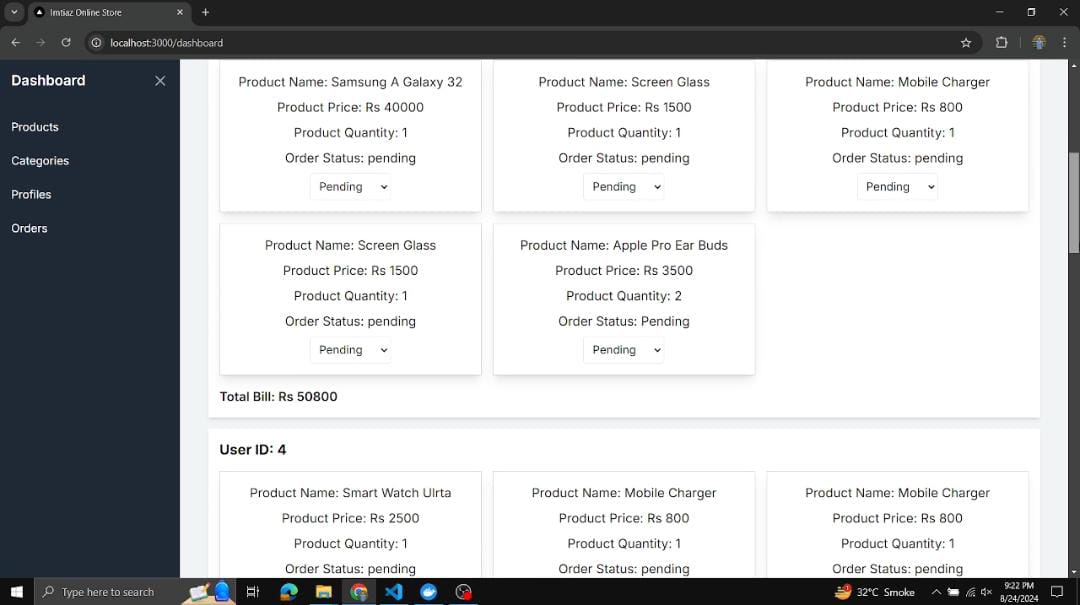 Imtiaz Online Store
localhost:3000/dashboard
Dashboard
Products
Categories
Profiles
Orders
Product Name: Samsung A Galaxy 32
Product Price: Rs 40000
Product Quantity: 1
Order Status: pending
Pending
Product Name: Screen Glass
Product Price: Rs 1500
Product Quantity: 1
Order Status: pending
Pending
Product Name: Mobile Charger
Product Price: Rs 800
Product Quantity: 1
Order Status: pending
Pending
Product Name: Screen Glass
Product Price: Rs 1500
Product Quantity: 1
Order Status: pending
Pending
Product Name: Apple Pro Ear Buds
Product Price: Rs 3500
Product Quantity: 2
Order Status: Pending
Pending
Total Bill: Rs 50800
User ID: 4
Product Name: Smart Watch Ulrta
Product Price: Rs 2500
Product Quantity: 1
Order Status: pending
Product Name: Mobile Charger
Product Price: Rs 800
Product Quantity: 1
Order Status: pending
Product Name: Mobile Charger
Product Price: Rs 800
Product Quantity: 1
Order Status: pending
Type here to search
32°C Smoke
9:22 PM
8/24/2024